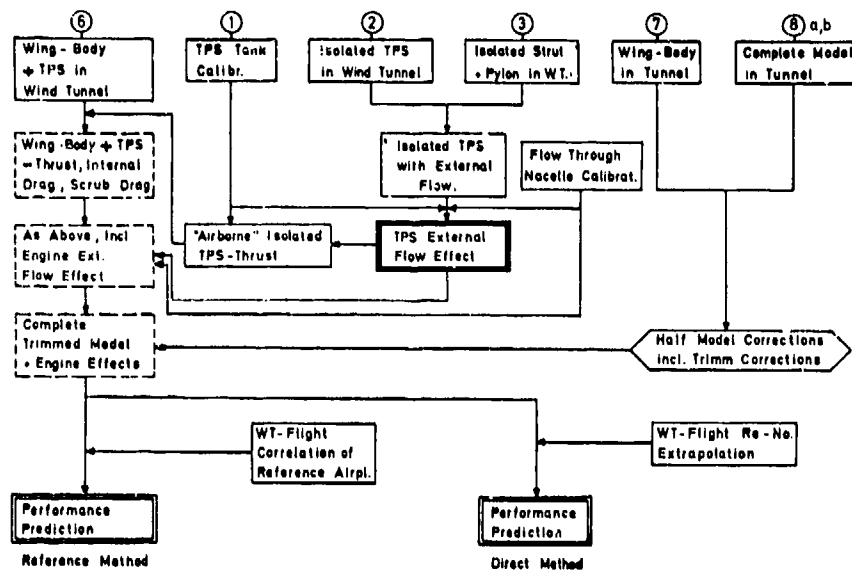 6
1
2
3
7
8 a,b
Wing - Body
+ TPS in
Wind Tunnel
TPS Tank
Calibr.
Isolated TPS
in Wind Tunnel
Isolated Strut
+ Pylon in W.T.
Wing-Body
in Tunnel
Complete Model
in Tunnel
Wing-Body + TPS
- Thrust, Internal
Drag, Scrub Drag
Isolated TPS
with External
Flow.
Flow Through
Nacelle Calibrat.
As Above, Incl
Engine Ext.
Flow Effect
"Airborne" Isolated
TPS-Thrust
TPS External
Flow Effect
Complete
Trimmed Model
+ Engine Effects
Half Model Corrections
incl. Trimm Corrections
WT-Flight
Correlation of
Reference Airpl.
WT-Flight Re-No.
Extrapolation
Performance
Prediction
Performance
Prediction
Reference Method
Direct Method